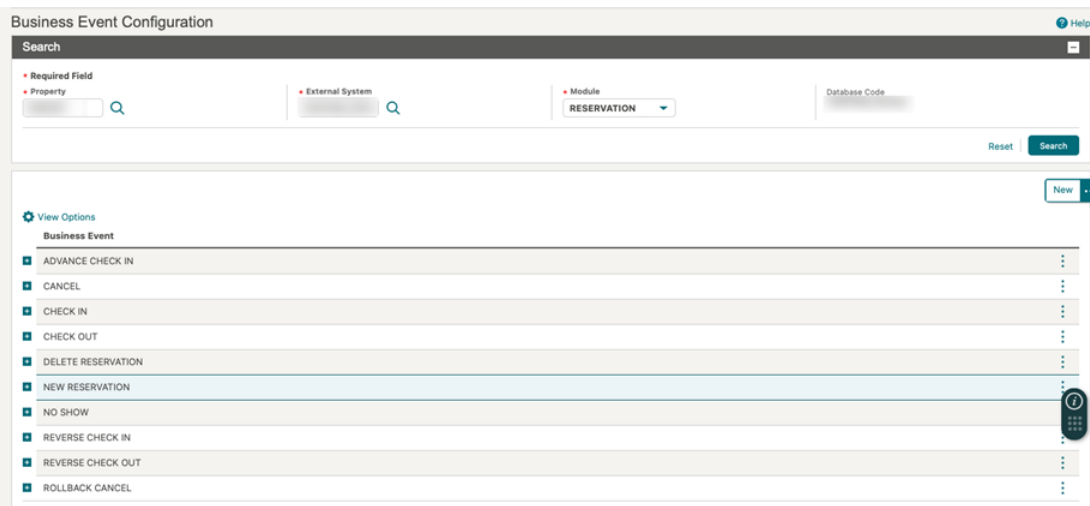 Business Event Configuration
Help
Search
* Required Field
* Property
* External System
* Module
Database Code
RESERVATION
Reset
Search
New
View Options
Business Event
ADVANCE CHECK IN
CANCEL
CHECK IN
CHECK OUT
DELETE RESERVATION
NEW RESERVATION
NO SHOW
REVERSE CHECK IN
REVERSE CHECK OUT
ROLLBACK CANCEL